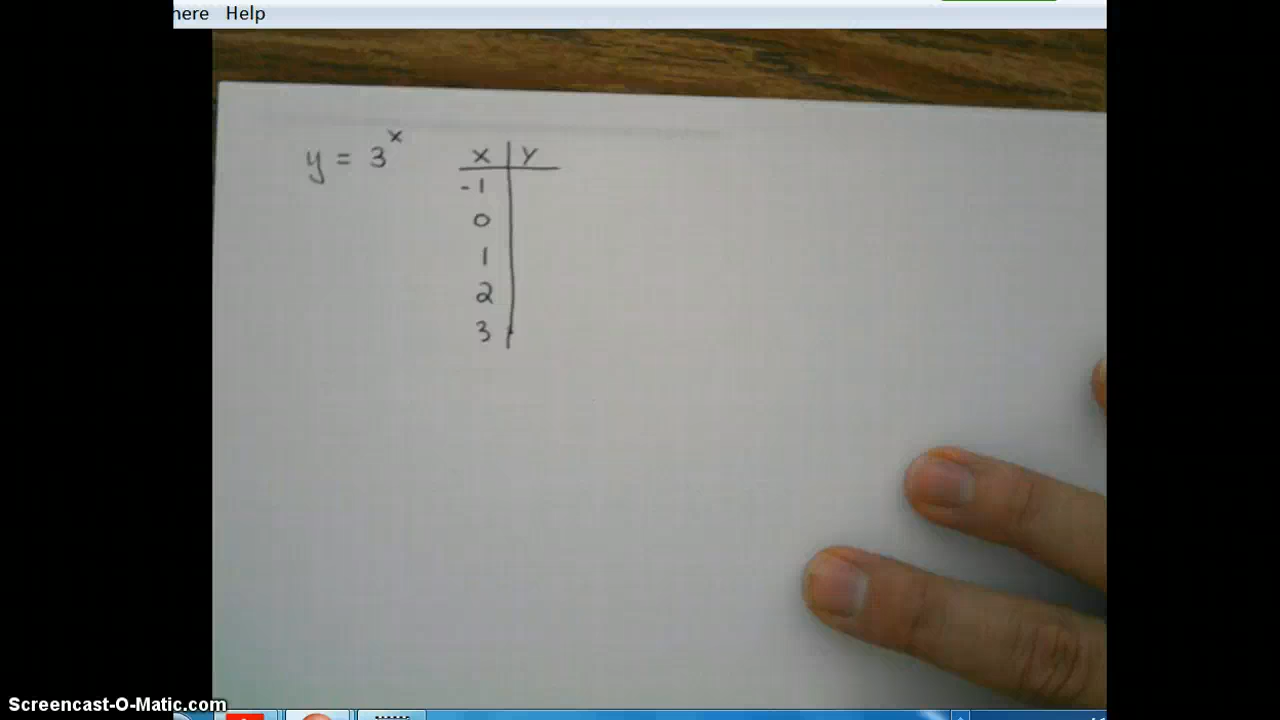 here Help
y = 3^x
x | y
-1
0
1
2
3
Screencast-O-Matic.com